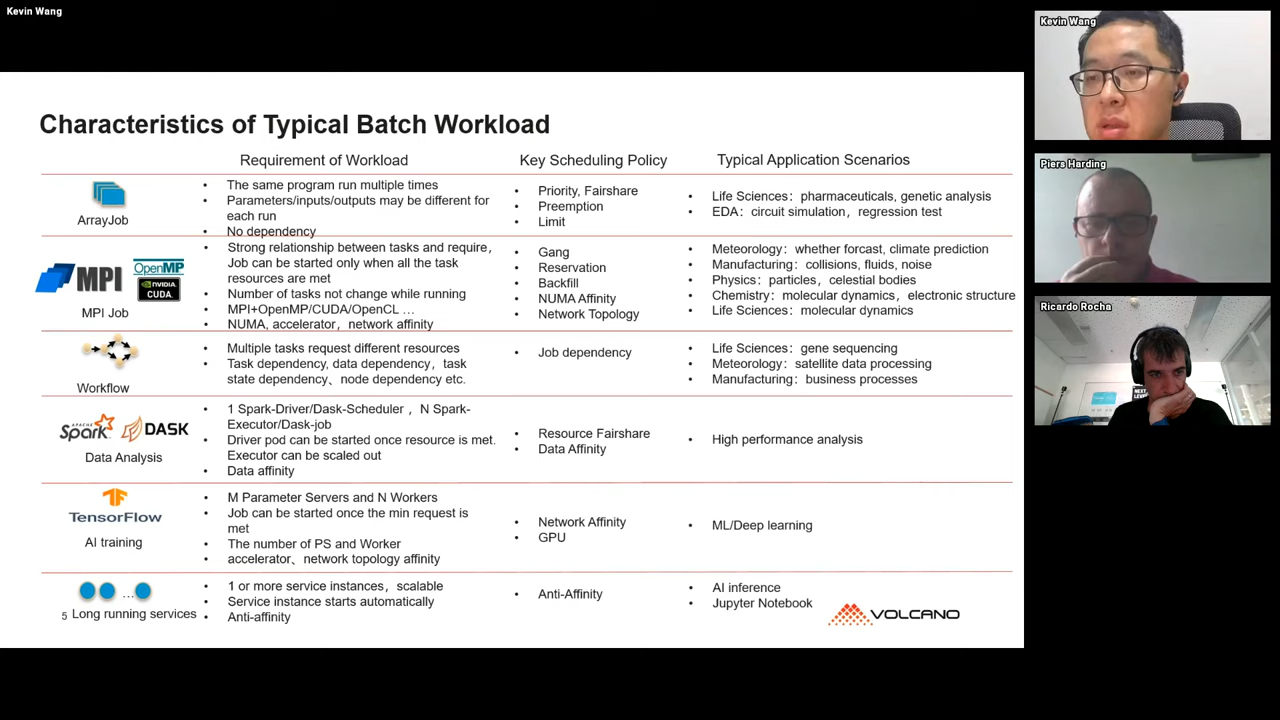 Kevin Wang
Kevin Wang
Piers Harding
Ricardo Rocha
NEXT
LEVEL
Characteristics of Typical Batch Workload
Requirement of Workload
Key Scheduling Policy
Typical Application Scenarios
ArrayJob
• The same program run multiple times
• Parameters/inputs/outputs may be different for
each run
• No dependency
• Priority, Fairshare
• Preemption
• Limit
• Life Sciences：pharmaceuticals, genetic analysis
• EDA：circuit simulation，regression test
MPI
OpenMP
NVIDIA
CUDA
MPI Job
• Strong relationship between tasks and require，
Job can be started only when all the task
resources are met
• Number of tasks not change while running
• MPI+OpenMP/CUDA/OpenCL …
• NUMA, accelerator，network affinity
• Gang
• Reservation
• Backfill
• NUMA Affinity
• Network Topology
• Meteorology：whether forcast, climate prediction
• Manufacturing：collisions, fluids, noise
• Physics：particles, celestial bodies
• Chemistry：molecular dynamics，electronic structure
• Life Sciences：molecular dynamics
Workflow
• Multiple tasks request different resources
• Task dependency, data dependency，task
state dependency、node dependency etc.
• Job dependency
• Life Sciences：gene sequencing
• Meteorology：satellite data processing
• Manufacturing：business processes
APACHE
Spark
DASK
Data Analysis
• 1 Spark-Driver/Dask-Scheduler ，N Spark-
Executor/Dask-job
• Driver pod can be started once resource is met.
Executor can be scaled out
• Data affinity
• Resource Fairshare
• Data Affinity
• High performance analysis
TensorFlow
AI training
• M Parameter Servers and N Workers
• Job can be started once the min request is
met
• The number of PS and Worker
• accelerator、network topology affinity
• Network Affinity
• GPU
• ML/Deep learning
…
5 Long running services
• 1 or more service instances，scalable
• Service instance starts automatically
• Anti-affinity
• Anti-Affinity
• AI inference
• Jupyter Notebook
VOLCANO